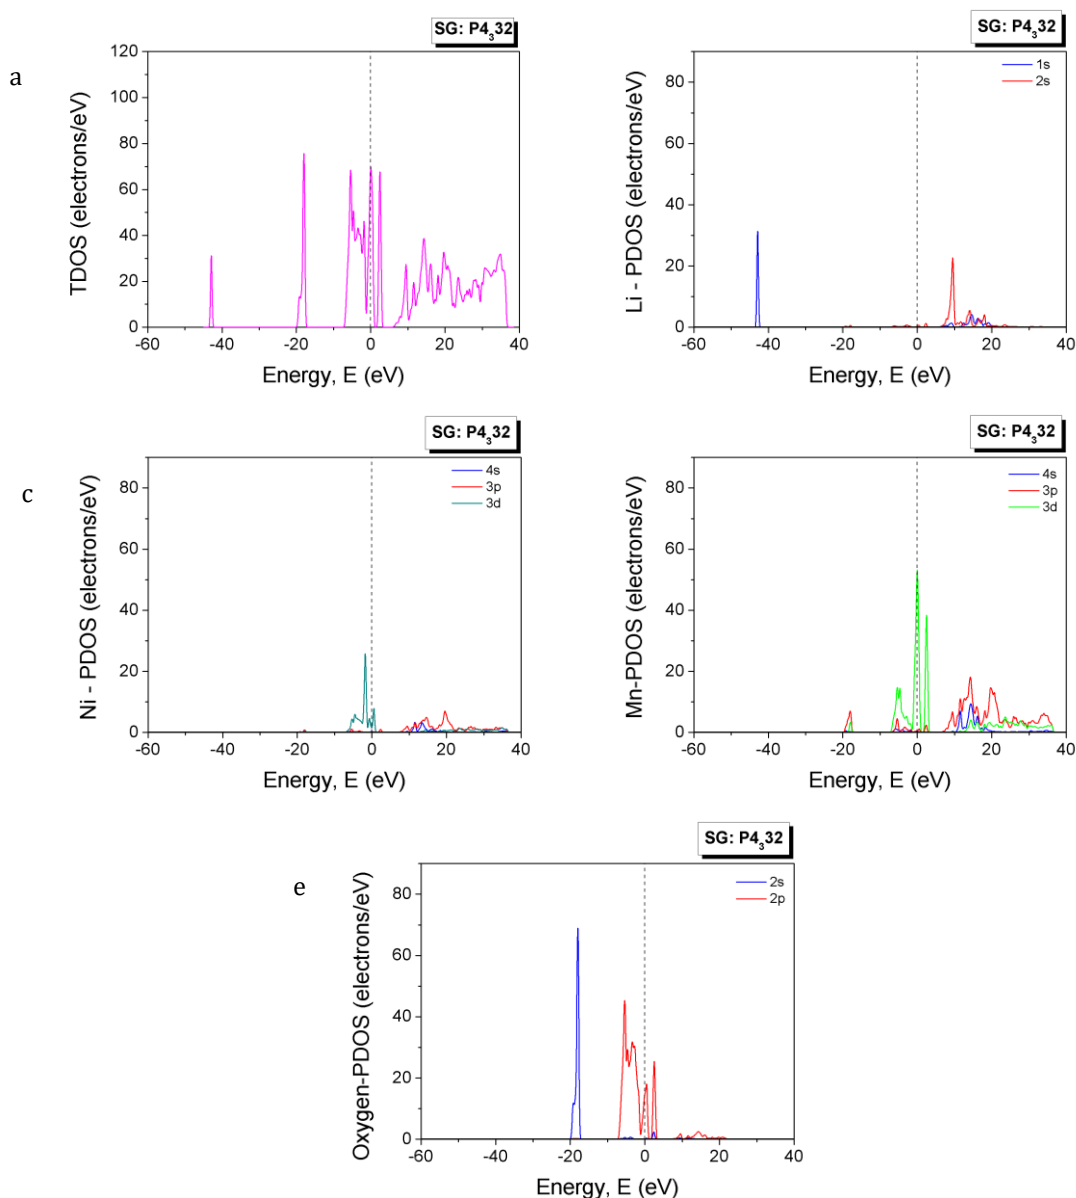 SG: P4₃32
a
TDOS (electrons/eV)
120
100
80
60
40
20
0
-60 -40 -20 0 20 40
Energy, E (eV)
SG: P4₃32
1s
2s
Li - PDOS (electrons/eV)
80
60
40
20
0
-60 -40 -20 0 20 40
Energy, E (eV)
SG: P4₃32
c
4s
3p
3d
Ni - PDOS (electrons/eV)
80
60
40
20
0
-60 -40 -20 0 20 40
Energy, E (eV)
SG: P4₃32
4s
3p
3d
Mn-PDOS (electrons/eV)
80
60
40
20
0
-60 -40 -20 0 20 40
Energy, E (eV)
SG: P4₃32
e
2s
2p
Oxygen-PDOS (electrons/eV)
80
60
40
20
0
-60 -40 -20 0 20 40
Energy, E (eV)